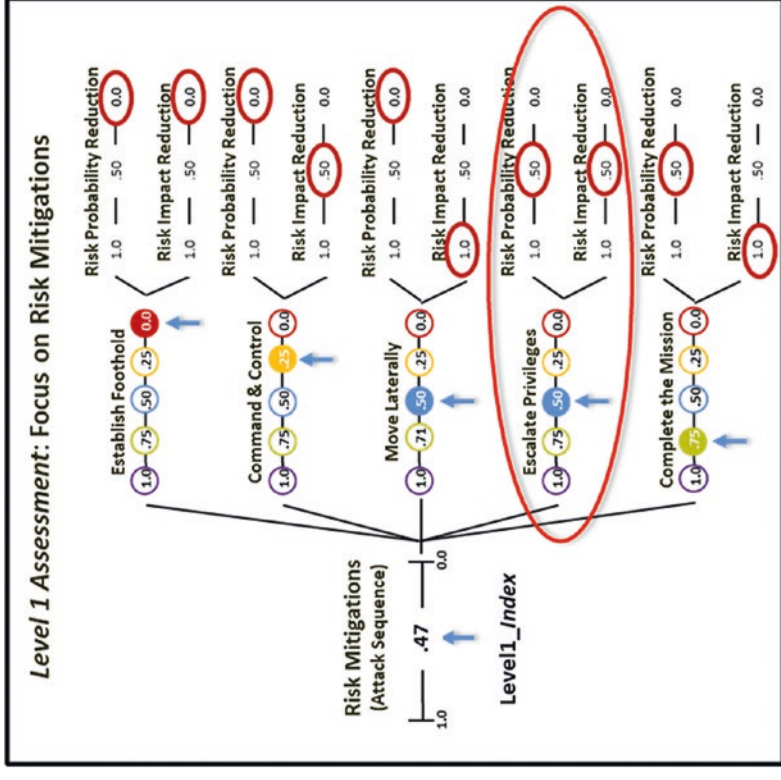 Level 1 Assessment: Focus on Risk Mitigations
Risk Mitigations
(Attack Sequence)
1.0 .47 0.0
Level1_Index
Establish Foothold
1.0 .75 .50 .25 0.0
Risk Probability Reduction
1.0 .50 0.0
Risk Impact Reduction
1.0 .50 0.0
Command & Control
1.0 .75 .50 .25 0.0
Risk Probability Reduction
1.0 .50 0.0
Risk Impact Reduction
1.0 .50 0.0
Move Laterally
1.0 .71 .50 .25 0.0
Risk Probability Reduction
1.0 .50 0.0
Risk Impact Reduction
1.0 .50 0.0
Escalate Privileges
1.0 .75 .50 .25 0.0
Risk Probability Reduction
1.0 .50 0.0
Risk Impact Reduction
1.0 .50 0.0
Complete the Mission
1.0 .75 .50 .25 0.0
Risk Probability Reduction
1.0 .50 0.0
Risk Impact Reduction
1.0 .50 0.0